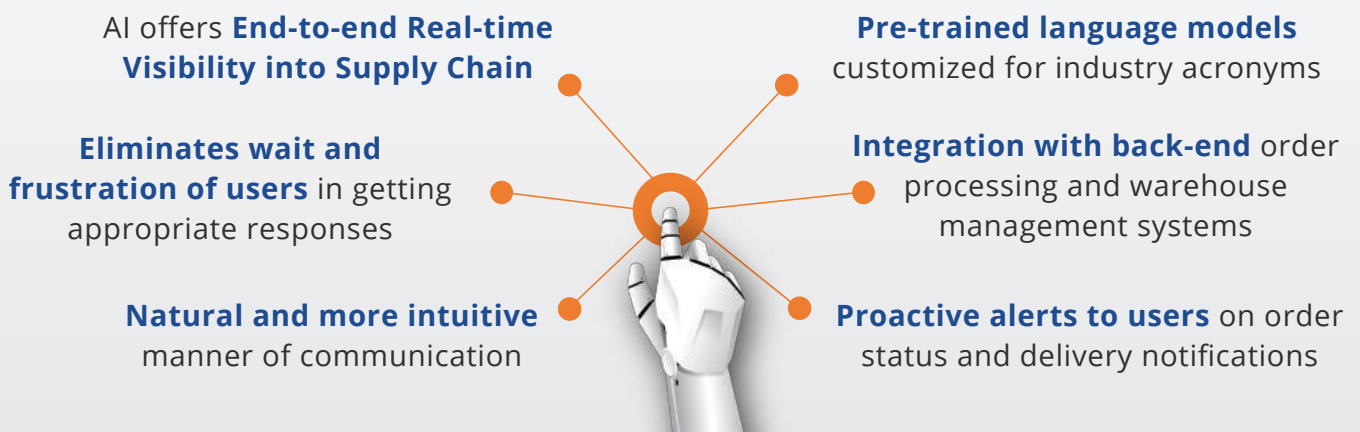 AI offers End-to-end Real-time
Visibility into Supply Chain
Eliminates wait and
frustration of users in getting
appropriate responses
Natural and more intuitive
manner of communication
Pre-trained language models
customized for industry acronyms
Integration with back-end order
processing and warehouse
management systems
Proactive alerts to users on order
status and delivery notifications